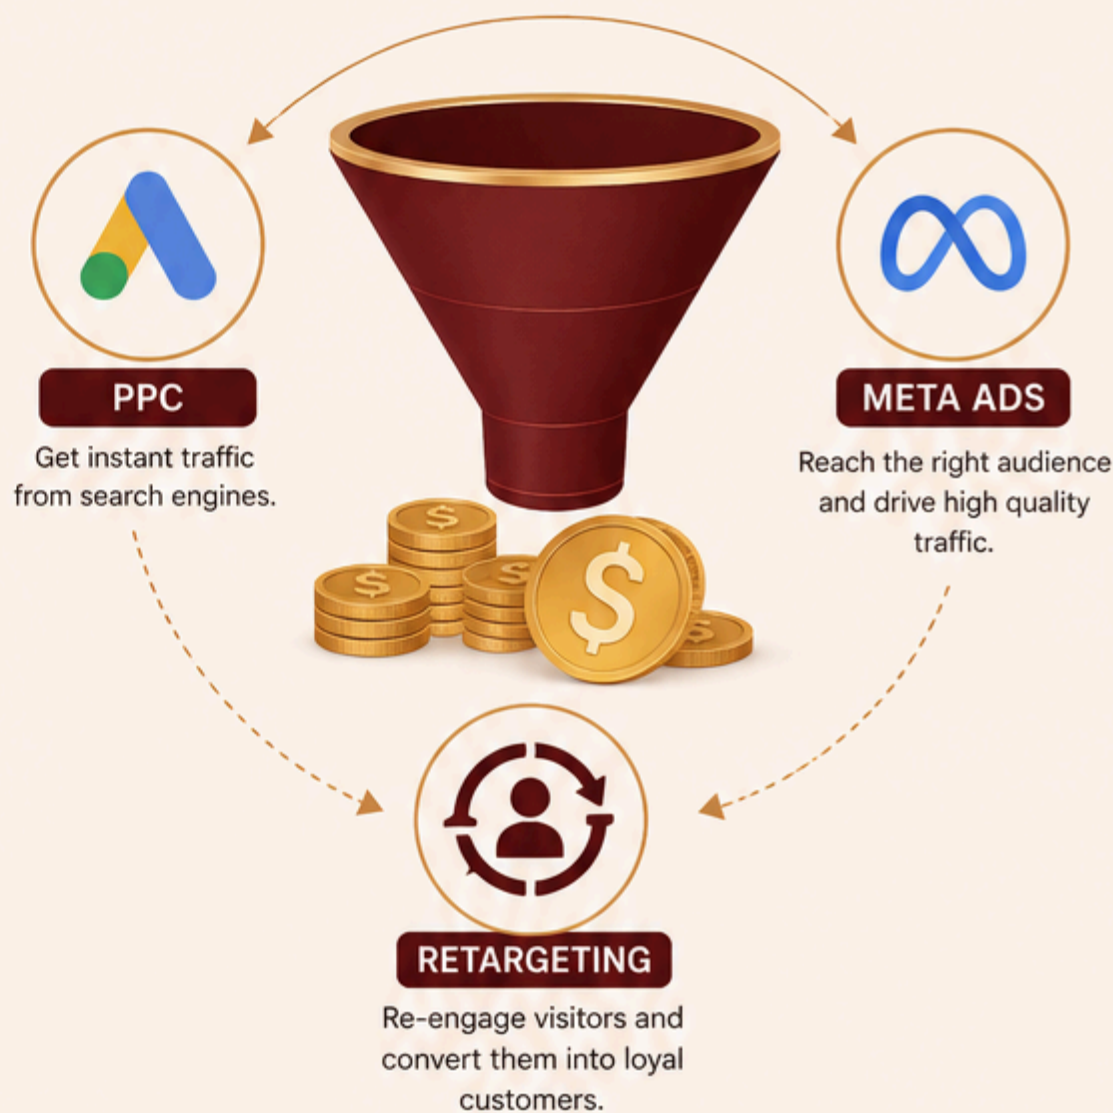 PPC
Get instant traffic
from search engines.
META ADS
Reach the right audience
and drive high quality
traffic.
$
$
$
$
$
RETARGETING
Re-engage visitors and
convert them into loyal
customers.